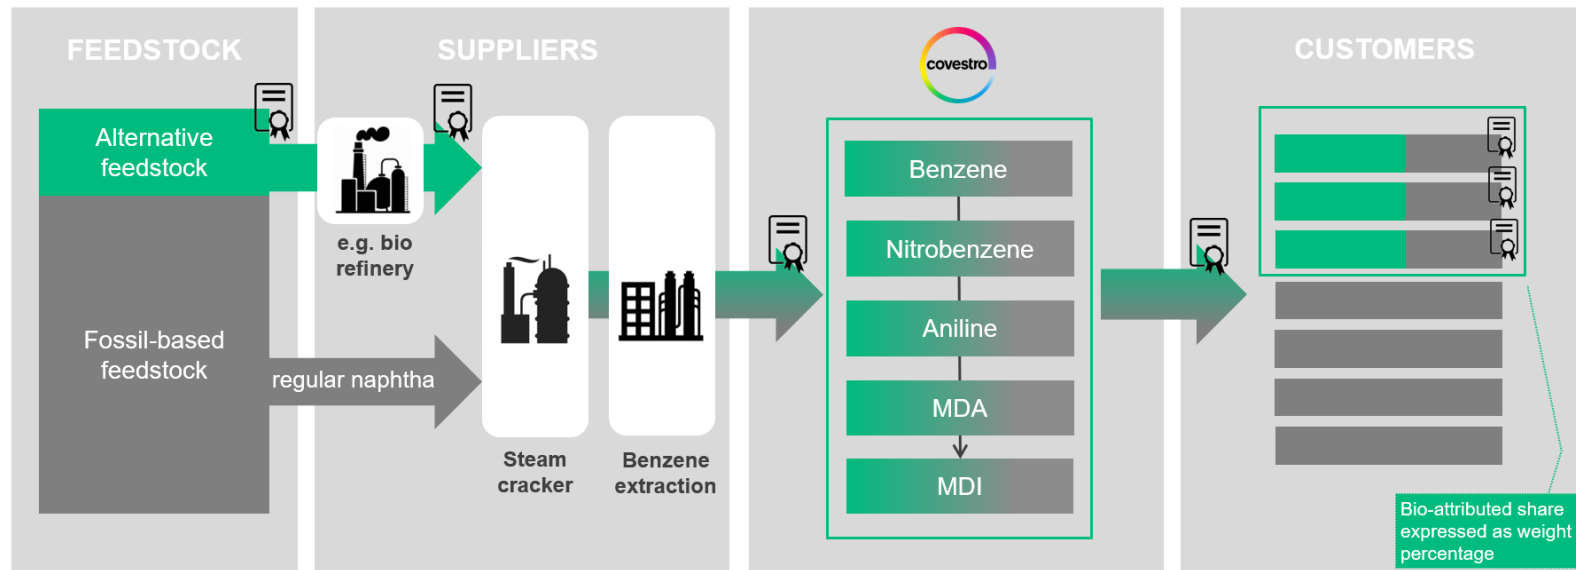 FEEDSTOCK
Alternative
feedstock
Fossil-based
feedstock
SUPPLIERS
e.g. bio
refinery
regular naphtha
Steam
cracker
Benzene
extraction
covestro
Benzene
Nitrobenzene
Aniline
MDA
MDI
CUSTOMERS
Bio-attributed share
expressed as weight
percentage